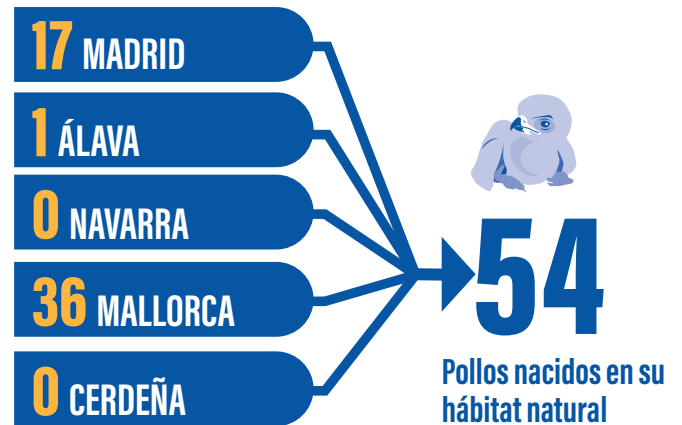 17 MADRID
1 ÁLAVA
0 NAVARRA
36 MALLORCA
0 CERDEÑA
54
Pollos nacidos en su
hábitat natural